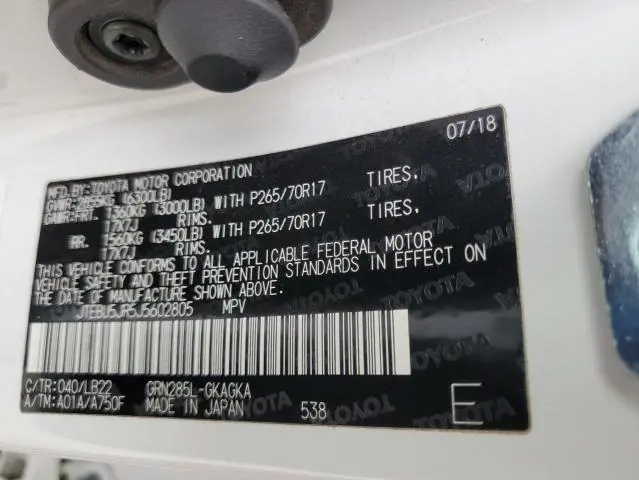 07/18
MFD.BY:TOYOTA MOTOR CORPORATION
GVWR:2855KG (6300LB)
GAWR:FRT. 1360KG (3000LB) WITH P265/70R17 TIRES,
17X7J RIMS.
RR. 1560KG (3450LB) WITH P265/70R17 TIRES,
17X7J RIMS.
THIS VEHICLE CONFORMS TO ALL APPLICABLE FEDERAL MOTOR
VEHICLE SAFETY AND THEFT PREVENTION STANDARDS IN EFFECT ON
THE DATE OF MANUFACTURE SHOWN ABOVE.
JTEBU5JR5J5602805 MPV
C/TR:040/LB22 GRN285L-GKAGKA
A/TM:A01A/A750F MADE IN JAPAN 538 E